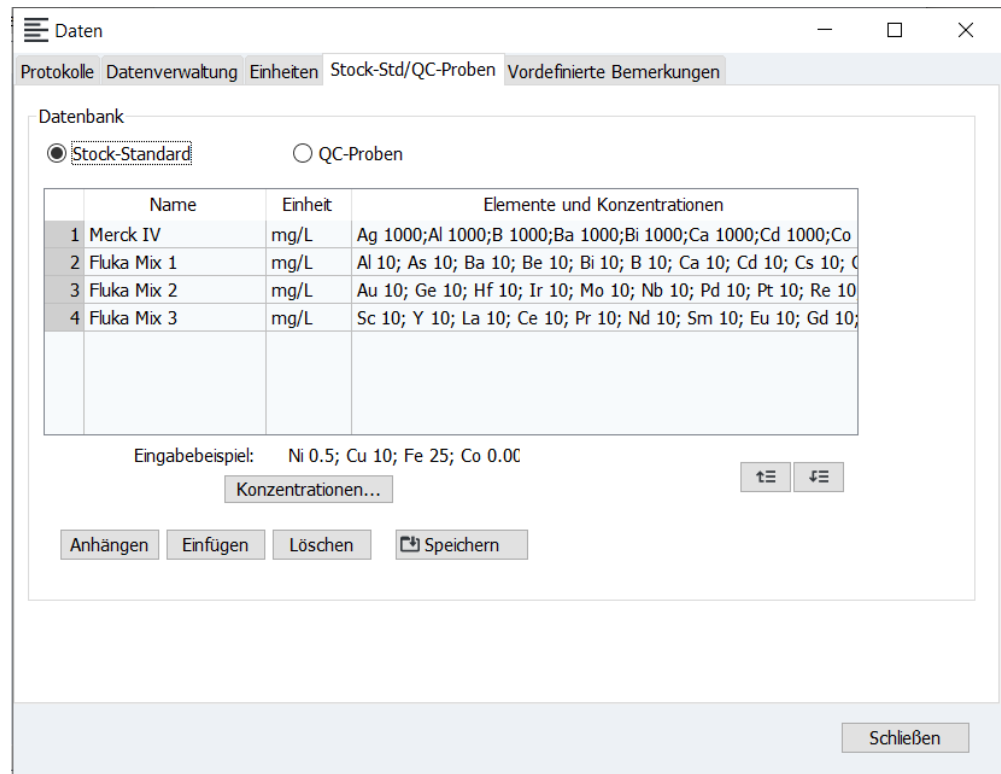 Daten
Protokolle Datenverwaltung Einheiten Stock-Std/QC-Proben Vordefinierte Bemerkungen
Datenbank
Stock-Standard QC-Proben
Name Einheit Elemente und Konzentrationen
1 Merck IV mg/L Ag 1000;Al 1000;B 1000;Ba 1000;Bi 1000;Ca 1000;Cd 1000;Co
2 Fluka Mix 1 mg/L Al 10; As 10; Ba 10; Be 10; Bi 10; B 10; Ca 10; Cd 10; Cs 10;
3 Fluka Mix 2 mg/L Au 10; Ge 10; Hf 10; Ir 10; Mo 10; Nb 10; Pd 10; Pt 10; Re 10
4 Fluka Mix 3 mg/L Sc 10; Y 10; La 10; Ce 10; Pr 10; Nd 10; Sm 10; Eu 10; Gd 10;
Eingabebeispiel: Ni 0.5; Cu 10; Fe 25; Co 0.00
Konzentrationen...
Anhängen Einfügen Löschen Speichern
Schließen